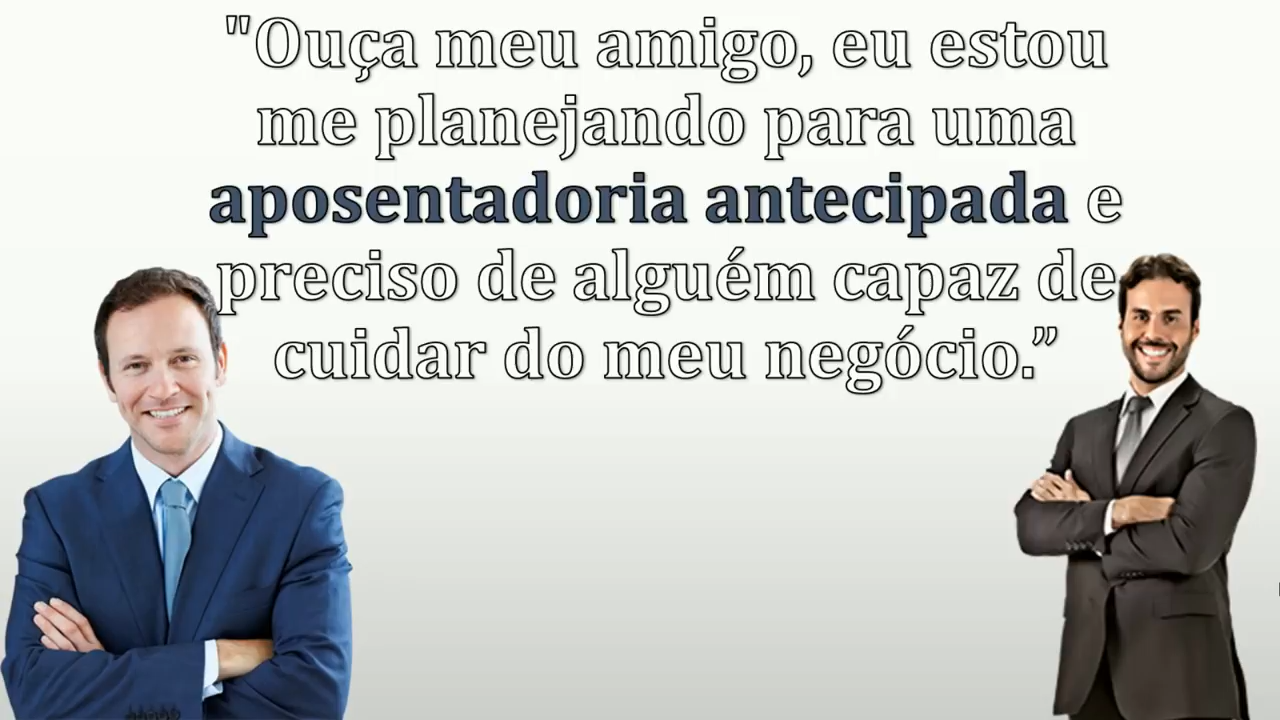 "Ouça meu amigo, eu estou
me planejando para uma
aposentadoria antecipada e
preciso de alguém capaz de
cuidar do meu negócio.”